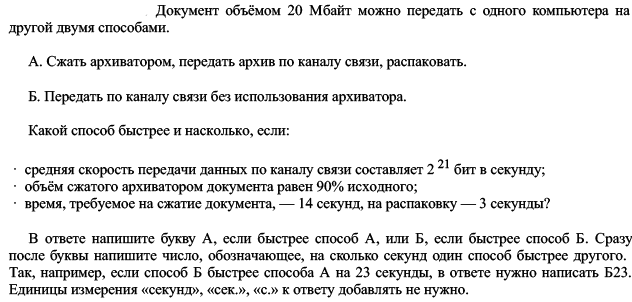 Документ объёмом 20 Мбайт можно передать с одного компьютера на
другой двумя способами.
А. Сжать архиватором, передать архив по каналу связи, распаковать.
Б. Передать по каналу связи без использования архиватора.
Какой способ быстрее и насколько, если:
· средняя скорость передачи данных по каналу связи составляет 2 21 бит в секунду;
· объём сжатого архиватором документа равен 90% исходного;
· время, требуемое на сжатие документа, — 14 секунд, на распаковку — 3 секунды?
В ответе напишите букву А, если быстрее способ А, или Б, если быстрее способ Б. Сразу
после буквы напишите число, обозначающее, на сколько секунд один способ быстрее другого.
Так, например, если способ Б быстрее способа А на 23 секунды, в ответе нужно написать Б23.
Единицы измерения «секунд», «сек.», «с.» к ответу добавлять не нужно.